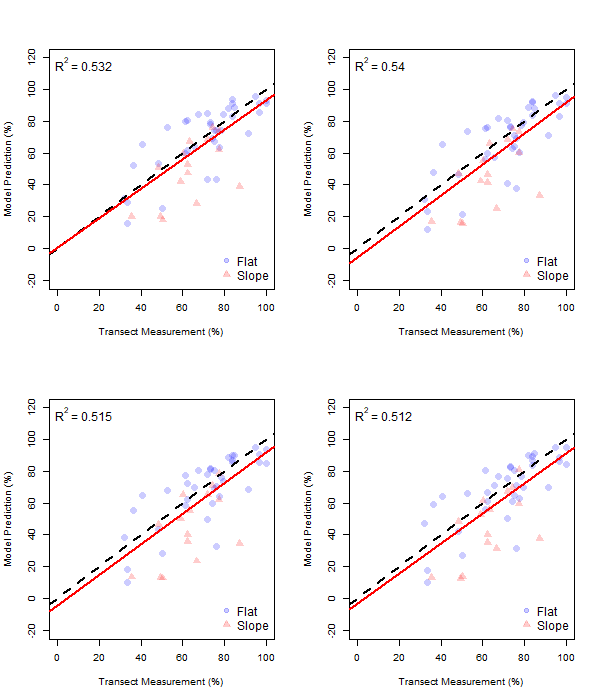 R² = 0.532
Model Prediction (%)
-20 0 20 40 60 80 100 120
Flat
Slope
0 20 40 60 80 100
Transect Measurement (%)
R² = 0.54
Model Prediction (%)
-20 0 20 40 60 80 100 120
Flat
Slope
0 20 40 60 80 100
Transect Measurement (%)
R² = 0.515
Model Prediction (%)
-20 0 20 40 60 80 100 120
Flat
Slope
0 20 40 60 80 100
Transect Measurement (%)
R² = 0.512
Model Prediction (%)
-20 0 20 40 60 80 100 120
Flat
Slope
0 20 40 60 80 100
Transect Measurement (%)